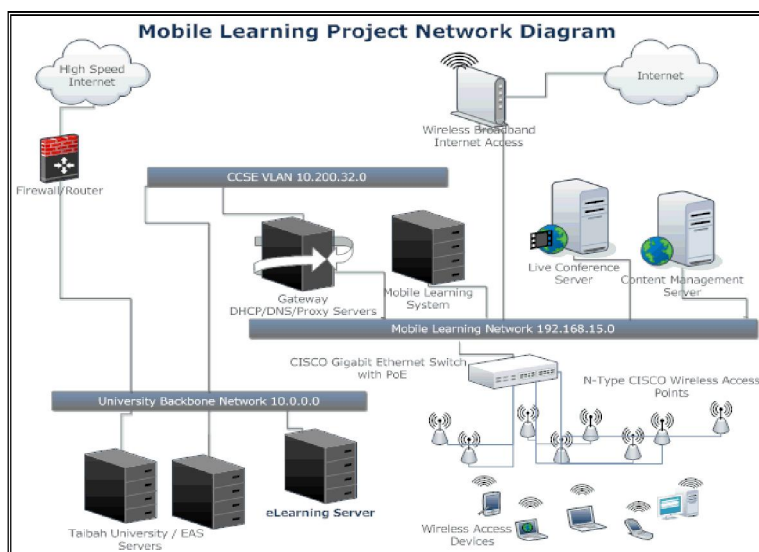 Mobile Learning Project Network Diagram
High Speed
Internet
Internet
Wireless Broadband
Internet Access
Firewall/Router
CCSE VLAN 10.200.32.0
Live Conference
Server
Content Management
Server
Gateway
DHCP/DNS/Proxy Servers
Mobile Learning
System
Mobile Learning Network 192.168.15.0
CISCO Gigabit Ethernet Switch
with PoE
N-Type CISCO Wireless Access
Points
University Backbone Network 10.0.0.0
Taibah University / EAS
Servers
eLearning Server
Wireless Access
Devices